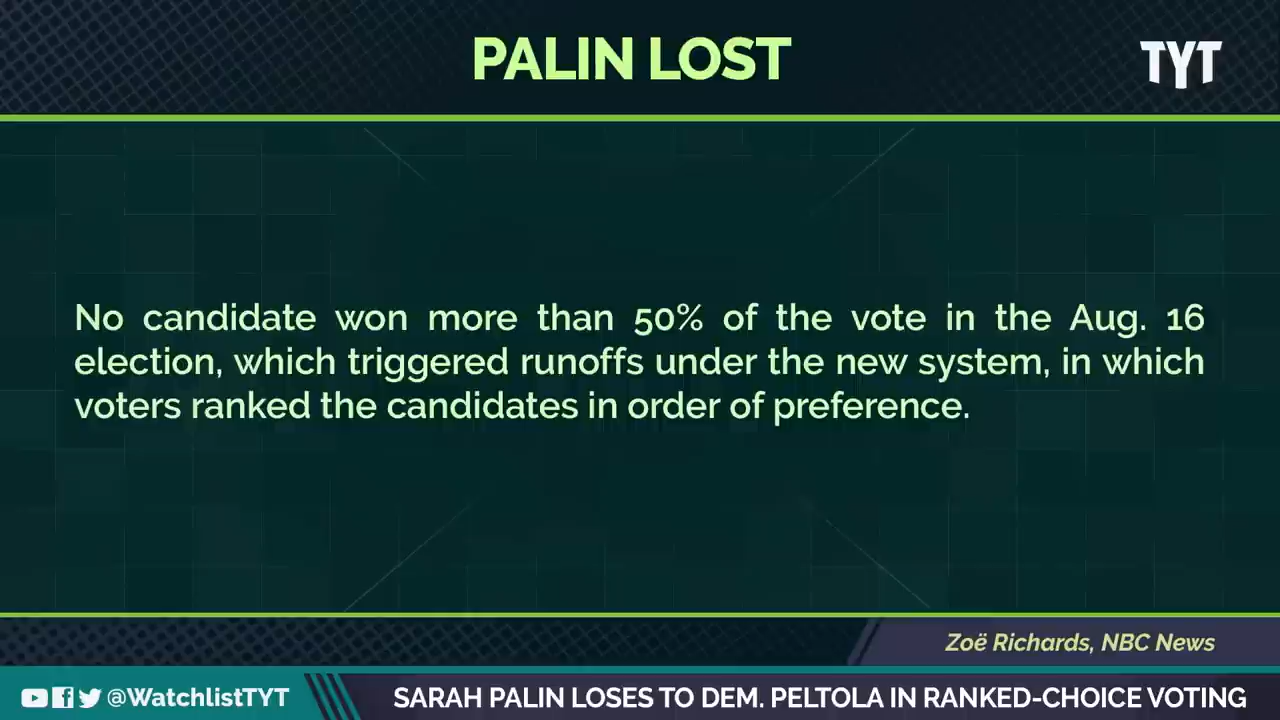 PALIN LOST
TYT
No candidate won more than 50% of the vote in the Aug. 16
election, which triggered runoffs under the new system, in which
voters ranked the candidates in order of preference.
Zoë Richards, NBC News
@WatchlistTYT
SARAH PALIN LOSES TO DEM. PELTOLA IN RANKED-CHOICE VOTING